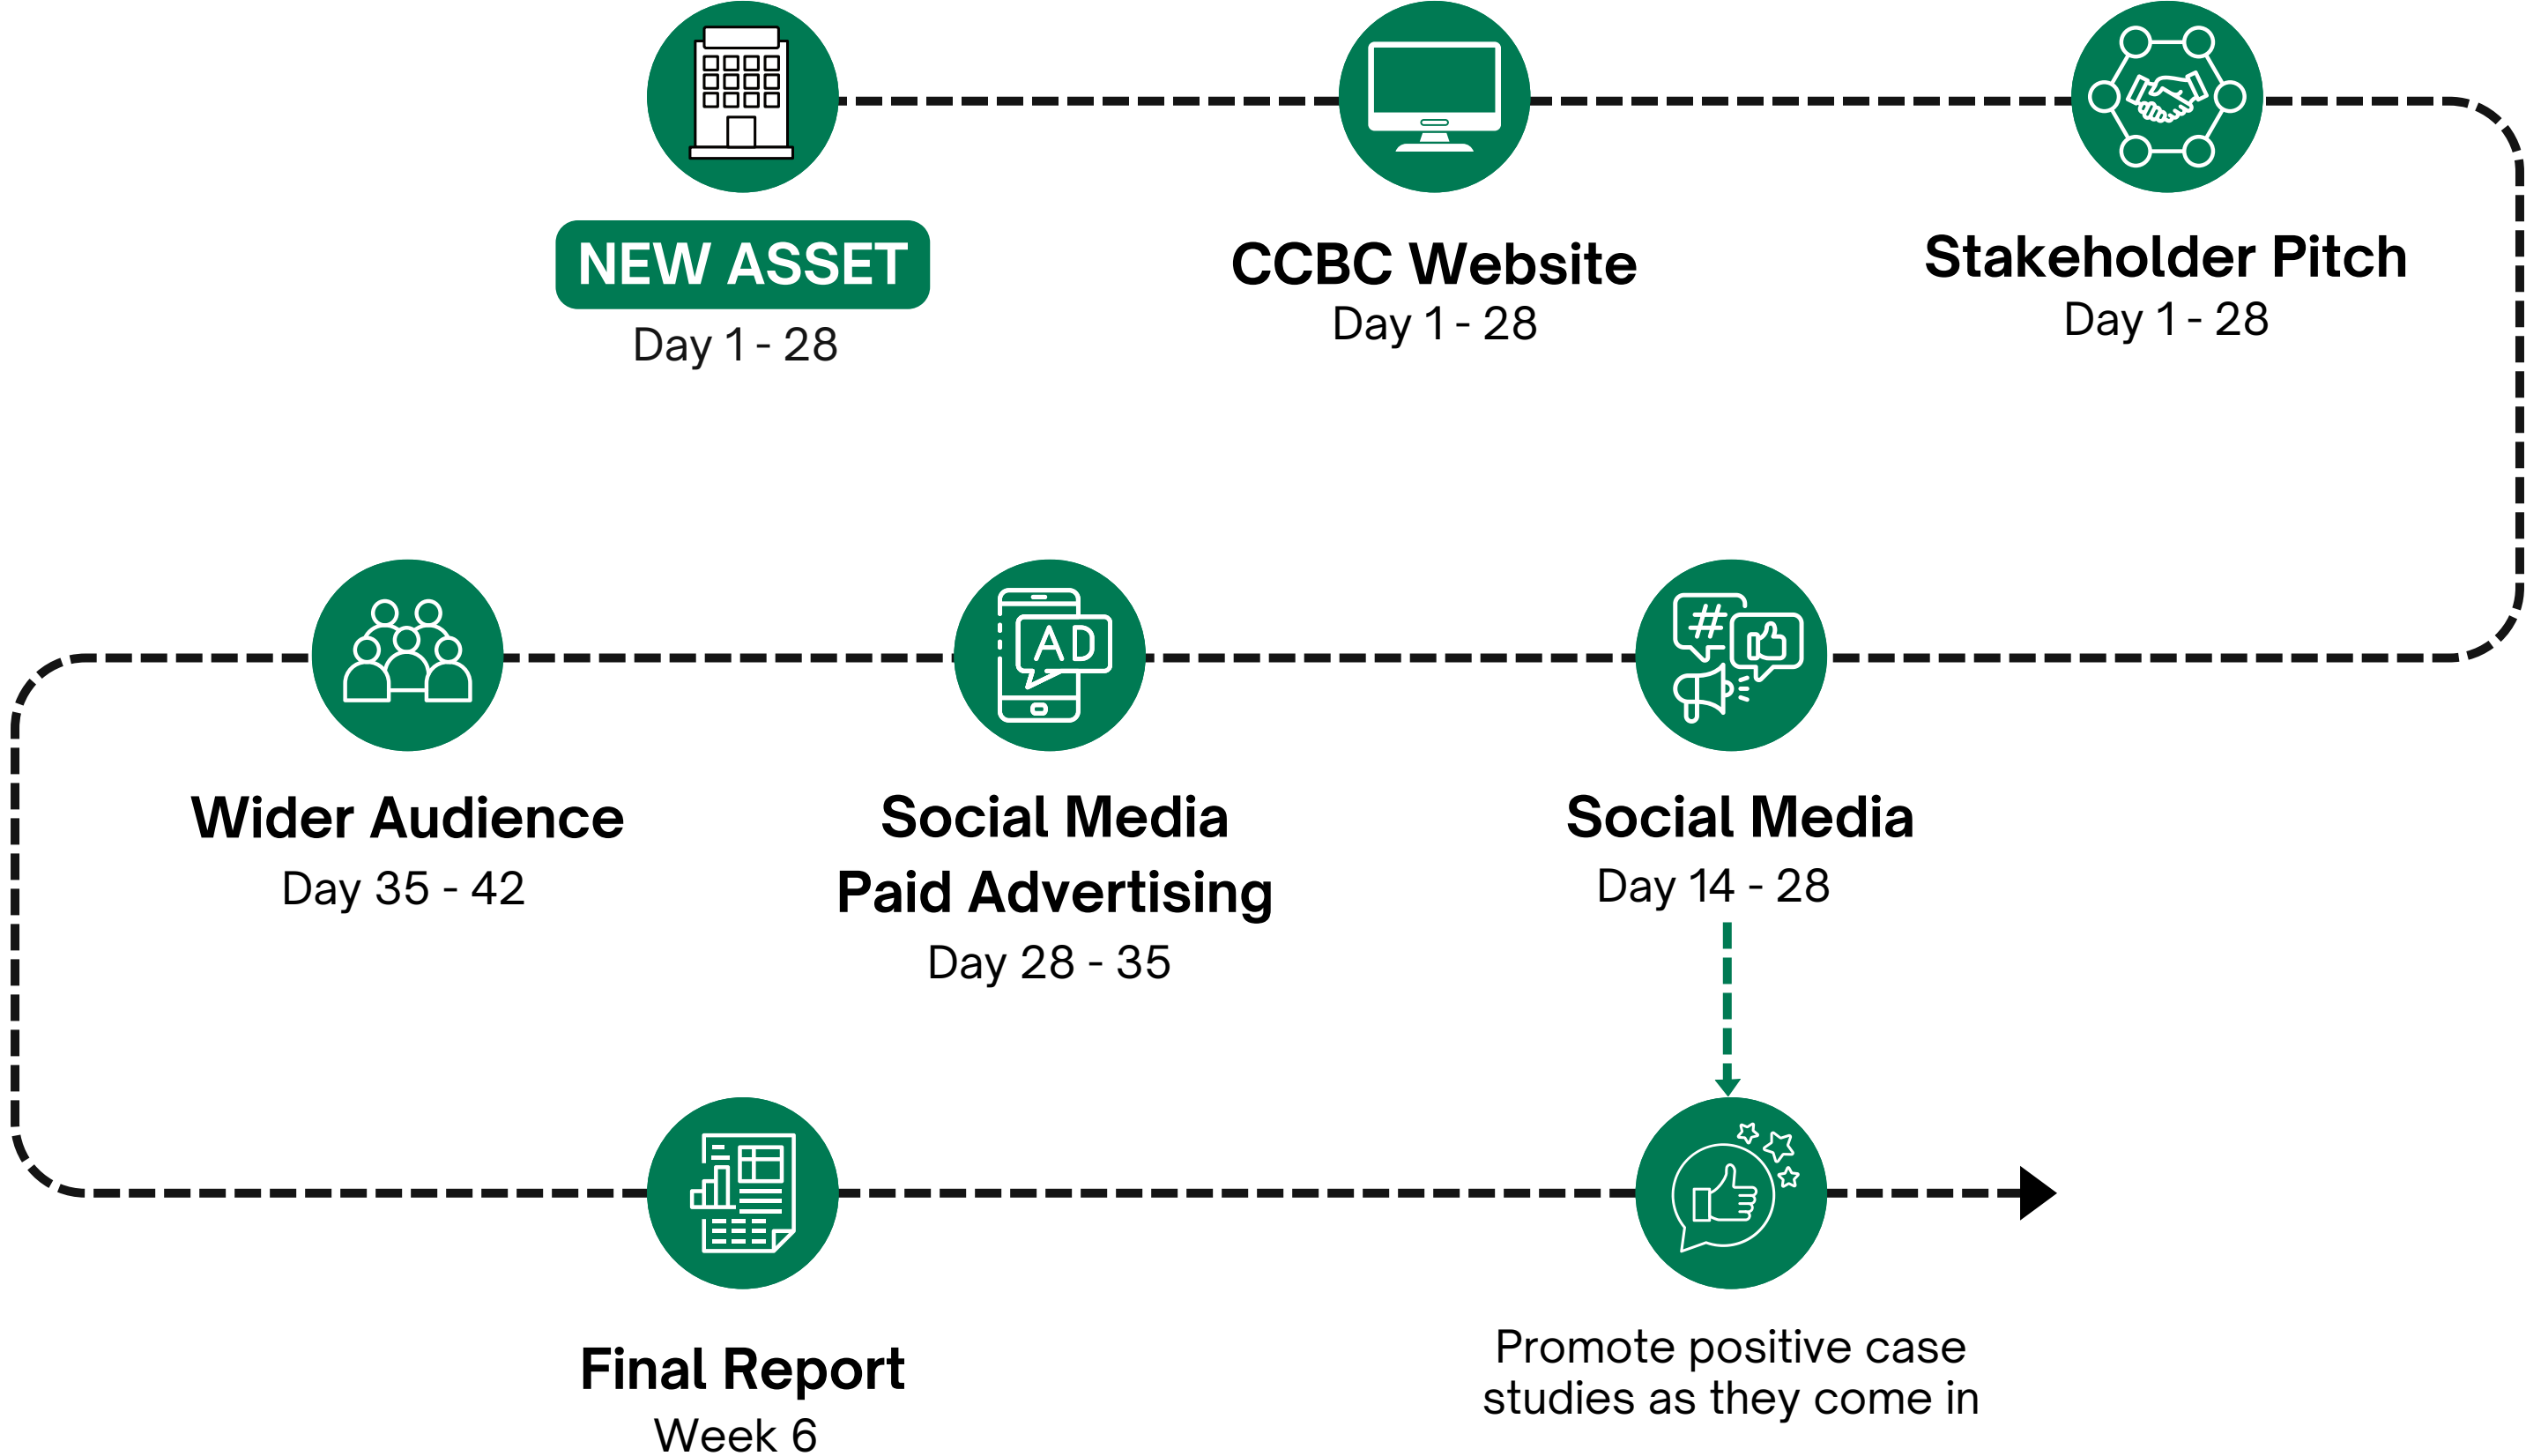 NEW ASSET
Day 1 - 28
CCBC Website
Day 1 - 28
Stakeholder Pitch
Day 1 - 28
Wider Audience
Day 35 - 42
AD
Social Media
Paid Advertising
Day 28 - 35
#
Social Media
Day 14 - 28
Final Report
Week 6
Promote positive case
studies as they come in